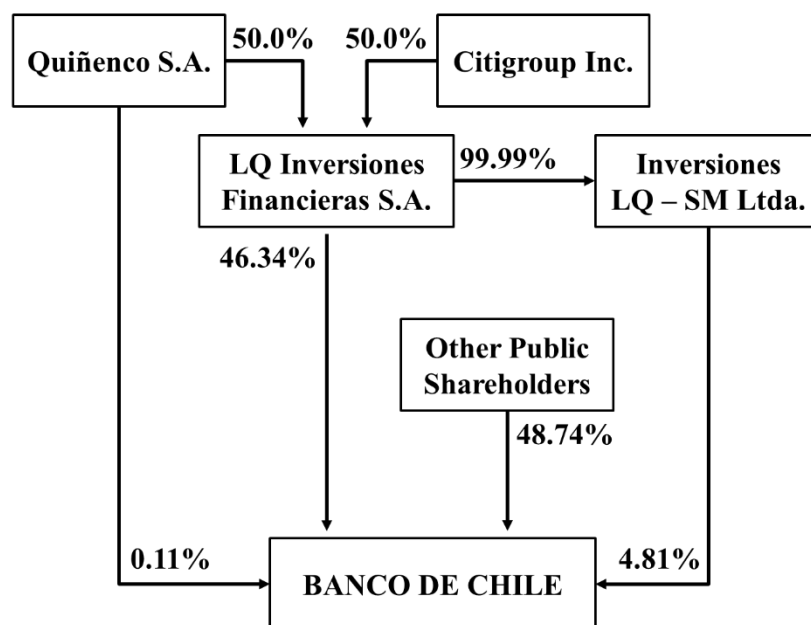 50.0%
50.0%
Quiñenco S.A.
Citigroup Inc.
LQ Inversiones
Financieras S.A.
99.99%
Inversiones
LQ – SM Ltda.
46.34%
Other Public
Shareholders
48.74%
0.11%
4.81%
BANCO DE CHILE